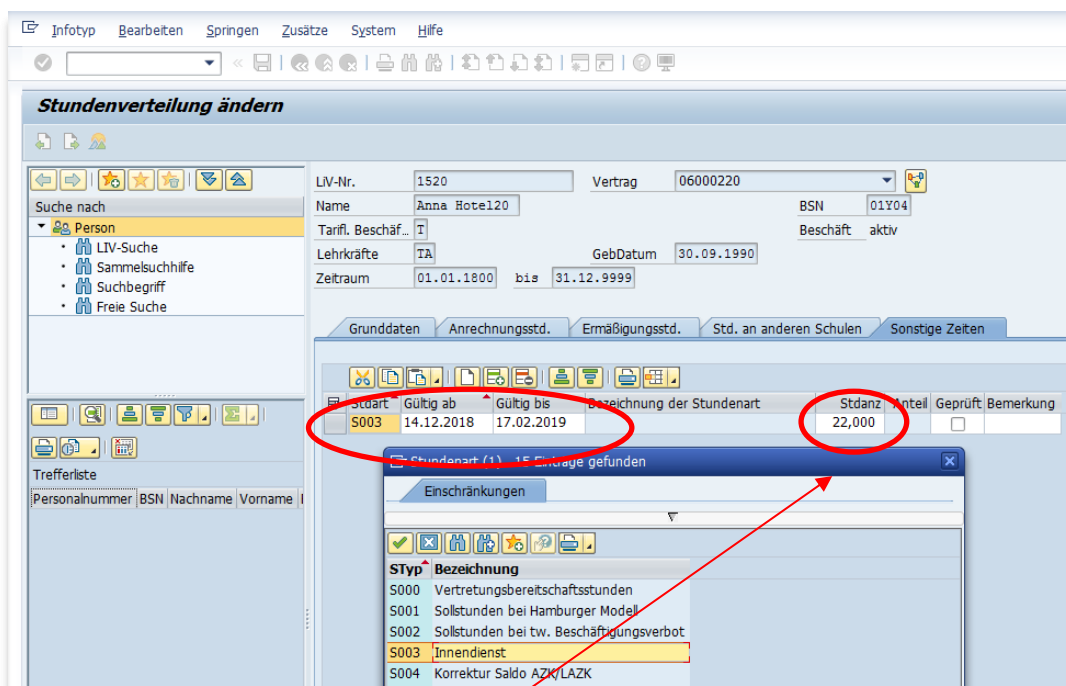 Infotyp Bearbeiten Springen Zusätze System Hilfe
Stundenverteilung ändern
Suche nach
Person
LIV-Suche
Sammelsuchhilfe
Suchbegriff
Freie Suche
LiV-Nr. 1520 Vertrag 06000220
Name Anna Hotel20 BSN 01Y04
Tarifl. Beschäf... T Beschäft aktiv
Lehrkräfte TA GebDatum 30.09.1990
Zeitraum 01.01.1800 bis 31.12.9999
Grunddaten Anrechnungsstd. Ermäßigungsstd. Std. an anderen Schulen Sonstige Zeiten
Stdart Gültig ab Gültig bis Bezeichnung der Stundenart Stdanz Anteil Geprüft Bemerkung
S003 14.12.2018 17.02.2019 22,000
Trefferliste
Personalnummer BSN Nachname Vorname
Stundenart (1) 15 Einträge gefunden
Einschränkungen
STyp Bezeichnung
S000 Vertretungsbereitschaftsstunden
S001 Sollstunden bei Hamburger Modell
S002 Sollstunden bei tw. Beschäftigungsverbot
S003 Innendienst
S004 Korrektur Saldo AZK/LAZK